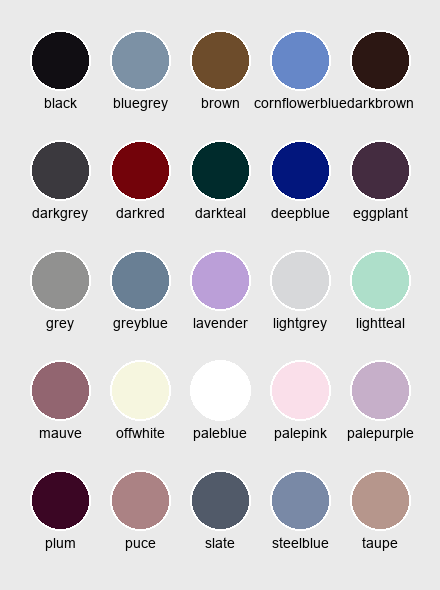 black bluegrey brown cornflowerblue darkbrown
darkgrey darkred darkteal deepblue eggplant
grey greyblue lavender lightgrey lightteal
mauve offwhite paleblue palepink palepurple
plum puce slate steelblue taupe